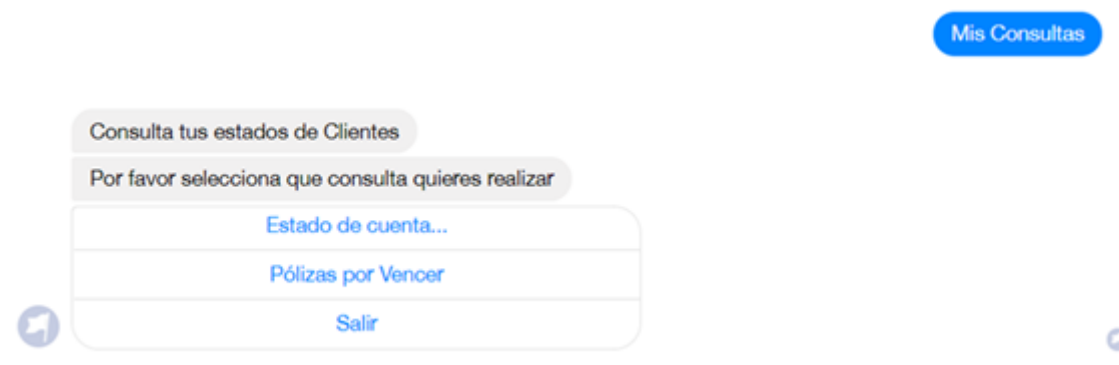 Mis Consultas
Consulta tus estados de Clientes
Por favor selecciona que consulta quieres realizar
Estado de cuenta...
Pólizas por Vencer
Salir